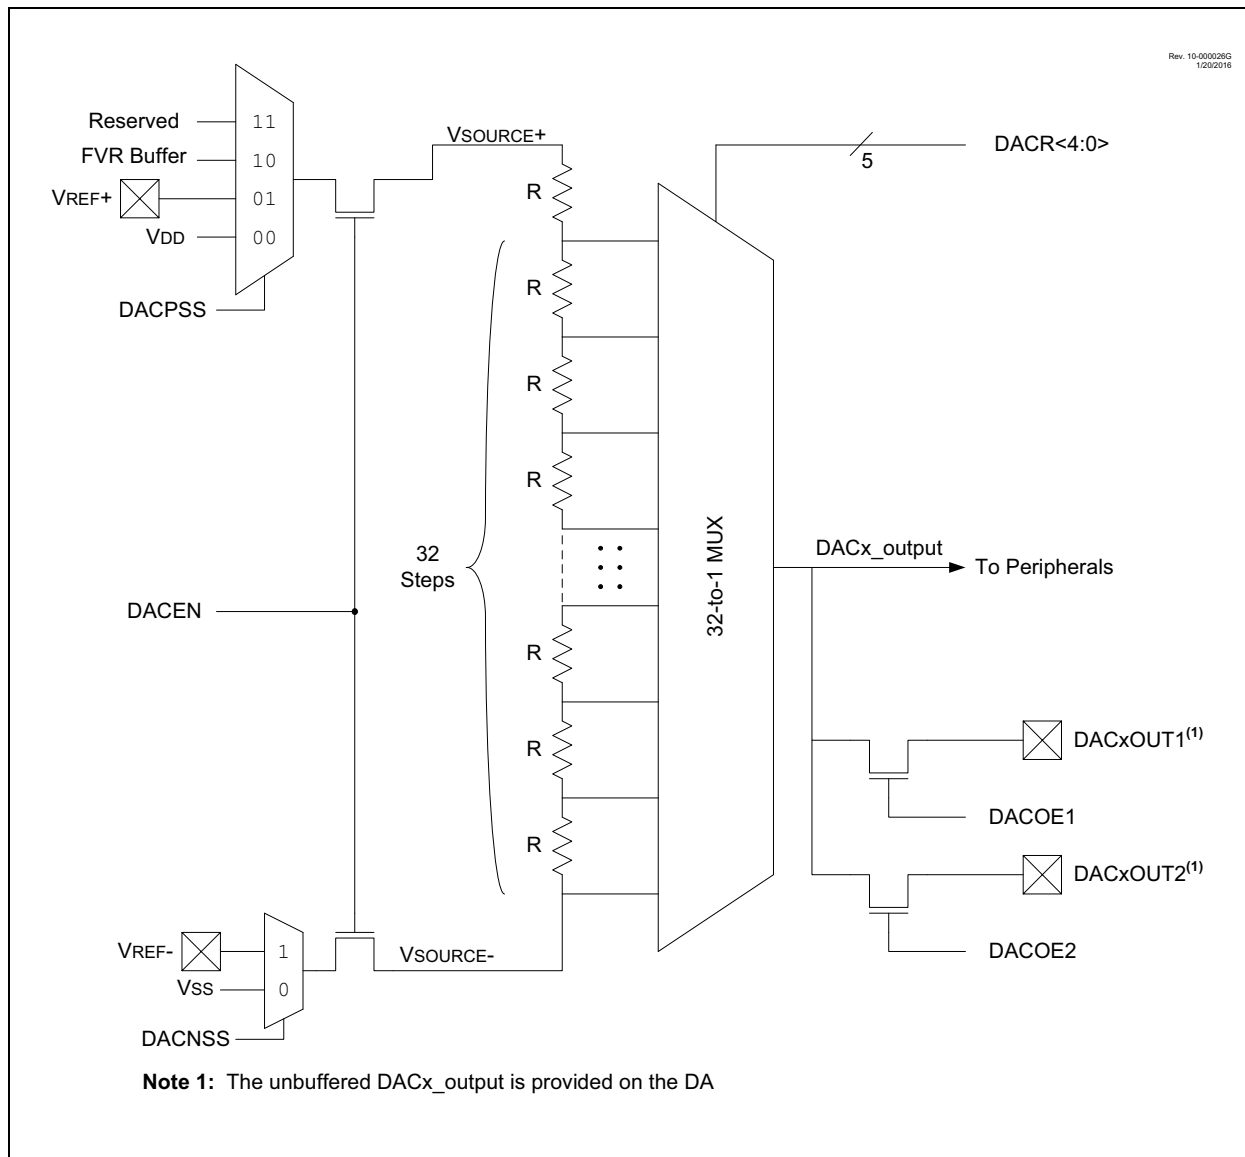 Rev. 10-000026G
1/20/2016
Reserved
11
FVR Buffer
10
VREF+
01
VDD
00
DACPSS
VSOURCE+
DACR<4:0>
5
R
R
R
R
32
Steps
32-to-1 MUX
DACx_output
To Peripherals
DACEN
R
R
R
DACxOUT1(1)
DACOE1
DACxOUT2(1)
DACOE2
VREF-
1
VSS
0
VSOURCE-
DACNSS
Note 1: The unbuffered DACx_output is provided on the DA